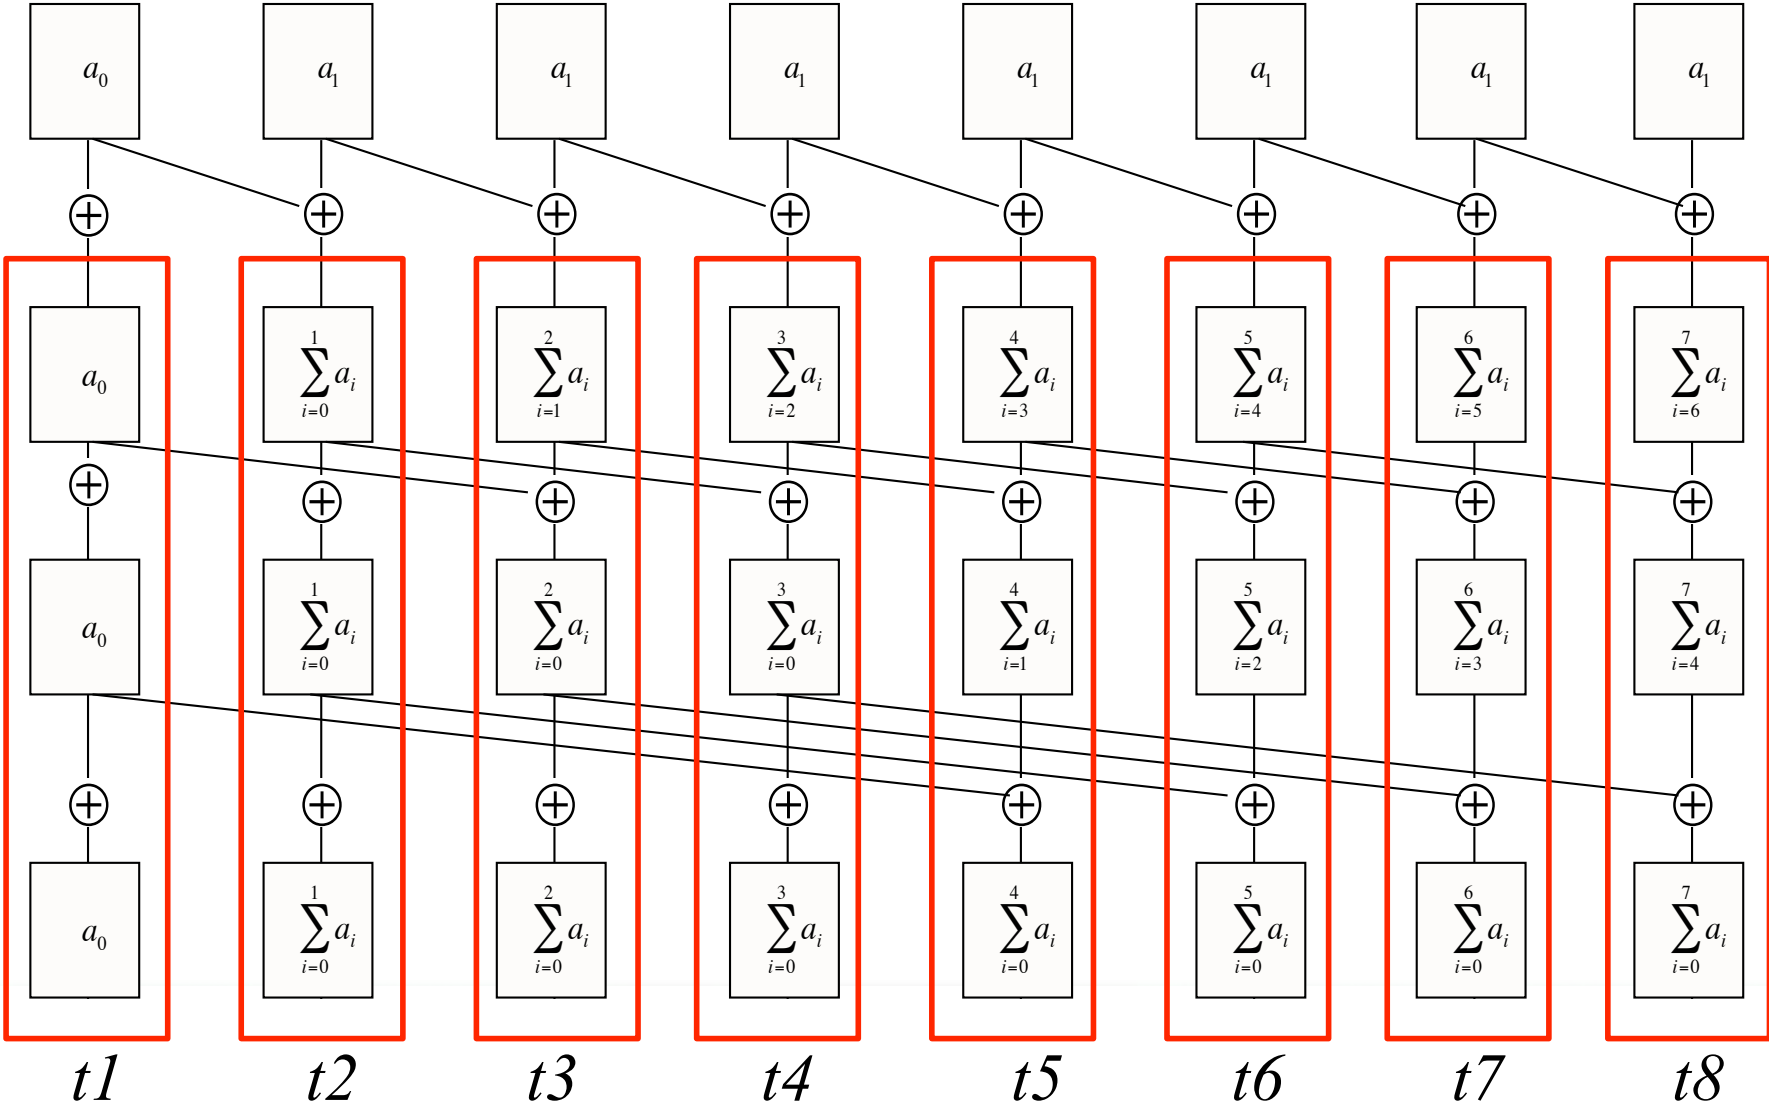 a₀ a₁ a₁ a₁ a₁ a₁ a₁ a₁
a₀ ∑_{i=0}^{1} a_i ∑_{i=1}^{2} a_i ∑_{i=2}^{3} a_i ∑_{i=3}^{4} a_i ∑_{i=4}^{5} a_i ∑_{i=5}^{6} a_i ∑_{i=6}^{7} a_i
a₀ ∑_{i=0}^{1} a_i ∑_{i=0}^{2} a_i ∑_{i=0}^{3} a_i ∑_{i=1}^{4} a_i ∑_{i=2}^{5} a_i ∑_{i=3}^{6} a_i ∑_{i=4}^{7} a_i
a₀ ∑_{i=0}^{1} a_i ∑_{i=0}^{2} a_i ∑_{i=0}^{3} a_i ∑_{i=0}^{4} a_i ∑_{i=0}^{5} a_i ∑_{i=0}^{6} a_i ∑_{i=0}^{7} a_i
t1 t2 t3 t4 t5 t6 t7 t8